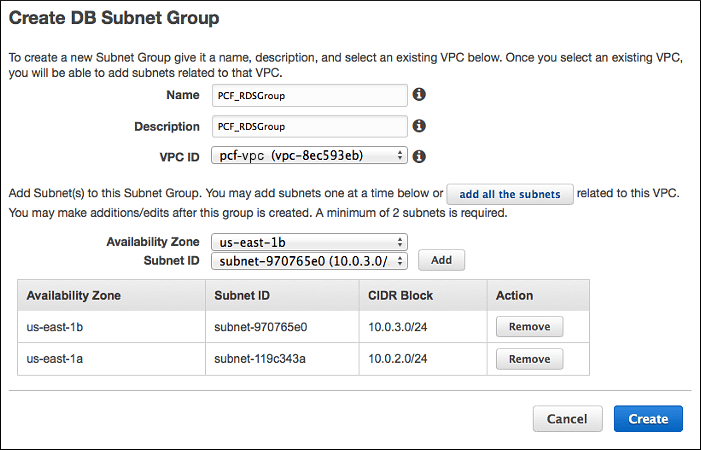 Create DB Subnet Group
To create a new Subnet Group give it a name, description, and select an existing VPC below. Once you select an existing VPC,
you will be able to add subnets related to that VPC.
Name PCF_RDSGroup
Description PCF_RDSGroup
VPC ID pcf-vpc (vpc-8ec593eb)
Add Subnet(s) to this Subnet Group. You may add subnets one at a time below or add all the subnets related to this VPC.
You may make additions/edits after this group is created. A minimum of 2 subnets is required.
Availability Zone us-east-1b
Subnet ID subnet-970765e0 (10.0.3.0/ Add
Availability Zone Subnet ID CIDR Block Action
us-east-1b subnet-970765e0 10.0.3.0/24 Remove
us-east-1a subnet-119c343a 10.0.2.0/24 Remove
Cancel Create